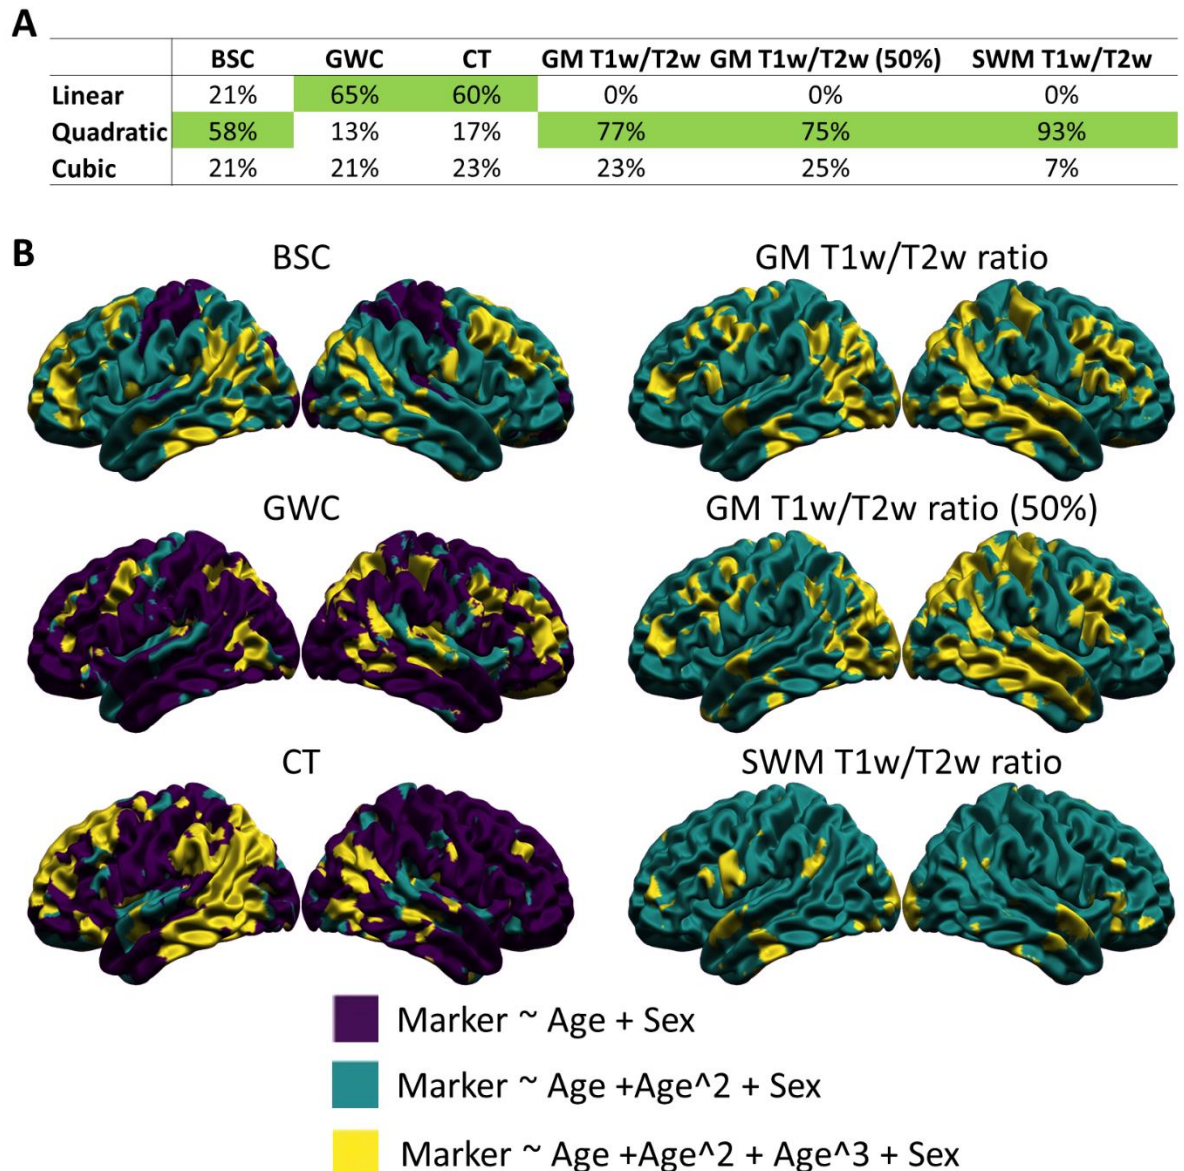 A
BSC GWC CT GM T1w/T2w GM T1w/T2w (50%) SWM T1w/T2w
Linear 21% 65% 60% 0% 0% 0%
Quadratic 58% 13% 17% 77% 75% 93%
Cubic 21% 21% 23% 23% 25% 7%
B
BSC GM T1w/T2w ratio
GWC GM T1w/T2w ratio (50%)
CT SWM T1w/T2w ratio
Marker ~ Age + Sex
Marker ~ Age +Age^2 + Sex
Marker ~ Age +Age^2 + Age^3 + Sex